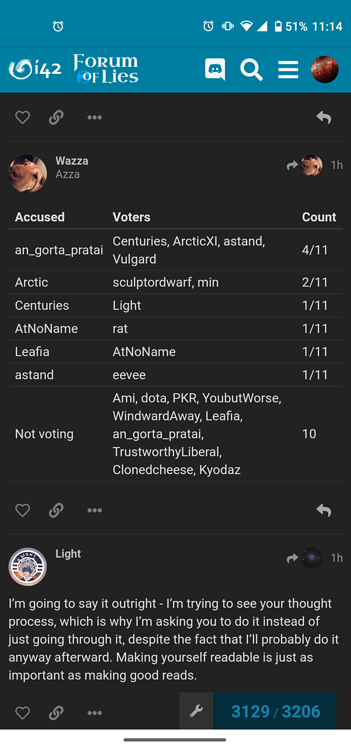 51% 11:14
i42 FORUM OF LIES
Wazza
Azza
1h
Accused Voters Count
an_gorta_pratai Centuries, ArcticXI, astand, Vulgard 4/11
Arctic sculptordwarf, min 2/11
Centuries Light 1/11
AtNoName rat 1/11
Leafia AtNoName 1/11
astand eevee 1/11
Not voting Ami, dota, PKR, YoubutWorse, WindwardAway, Leafia, an_gorta_pratai, TrustworthyLiberal, Clonedcheese, Kyodaz 10
Light
1h
I'm going to say it outright - I'm trying to see your thought
process, which is why I'm asking you to do it instead of
just going through it, despite the fact that I'll probably do it
anyway afterward. Making yourself readable is just as
important as making good reads.
3129 / 3206